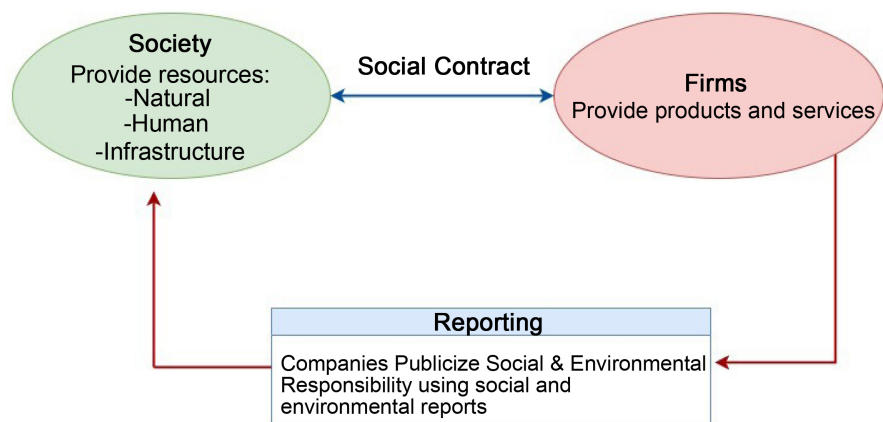 Society
Provide resources:
-Natural
-Human
-Infrastructure
Social Contract
Firms
Provide products and services
Reporting
Companies Publicize Social & Environmental
Responsibility using social and
environmental reports